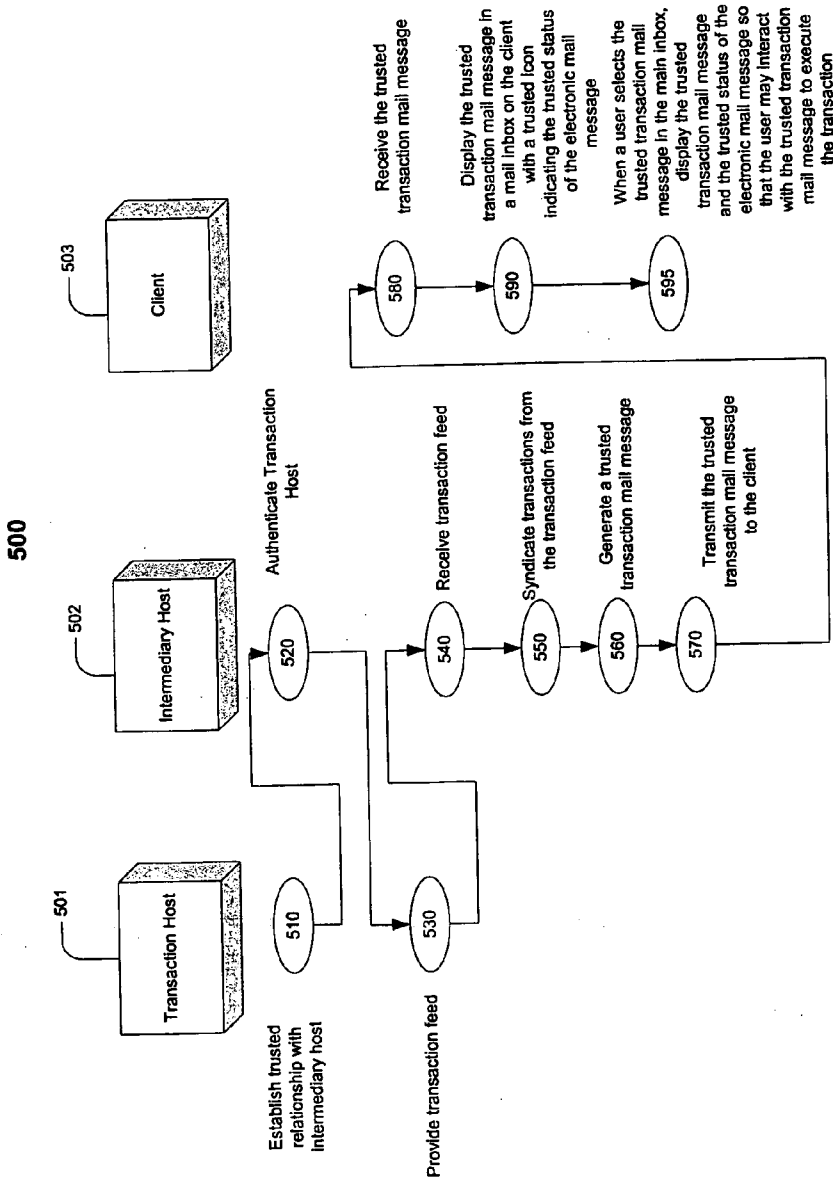 500
501
Transaction Host
502
Intermediary Host
503
Client
Establish trusted
relationship with
Intermediary host
510
520
Authenticate Transaction
Host
Provide transaction feed
530
540
Receive transaction feed
550
Syndicate transactions from
the transaction feed
560
Generate a trusted
transaction mail message
570
Transmit the trusted
transaction mail message
to the client
580
Receive the trusted
transaction mail message
590
Display the trusted
transaction mail message in
a mail inbox on the client
with a trusted icon
indicating the trusted status
of the electronic mail
message
595
When a user selects the
trusted transaction mail
message in the main inbox,
display the trusted
transaction mail message
and the trusted status of the
electronic mail message so
that the user may interact
with the trusted transaction
mail message to execute
the transaction